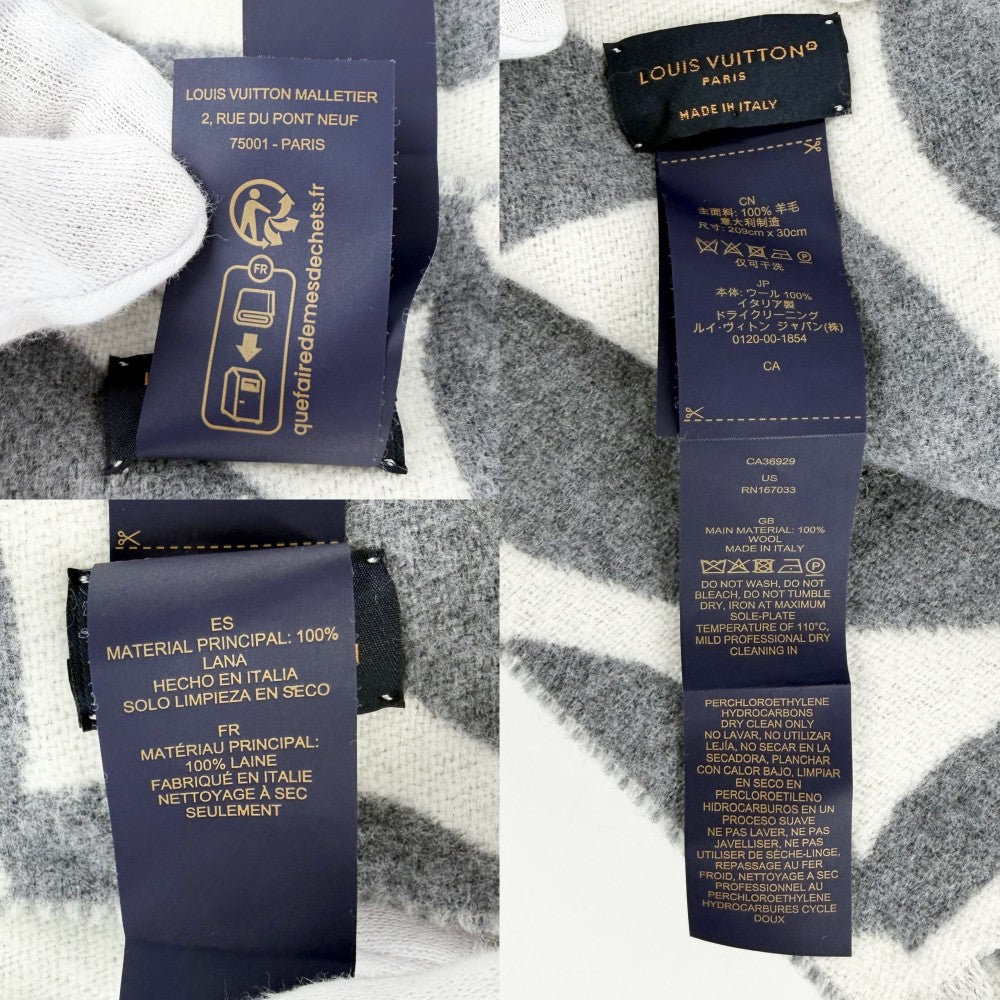 LOUIS VUITTON MALLETIER
2, RUE DU PONT NEUF
75001 - PARIS
FR
quefairedemesdechets.fr
LOUIS VUITTON
PARIS
MADE IN ITALY
CN
主面料: 100% 羊毛
意大利制造
尺寸: 209cm x 30cm
P
仅可干洗
JP
本体: ウール 100%
イタリア製
ドライクリーニング
ルイ・ヴィトン ジャパン(株)
0120-00-1854
CA
CA36929
US
RN167033
GB
MAIN MATERIAL: 100%
WOOL
MADE IN ITALY
P
DO NOT WASH, DO NOT
BLEACH, DO NOT TUMBLE
DRY, IRON AT MAXIMUM
SOLE-PLATE
TEMPERATURE OF 110°C,
MILD PROFESSIONAL DRY
CLEANING IN
PERCHLOROETHYLENE
HYDROCARBONS
DRY CLEAN ONLY
NO LAVAR, NO UTILIZAR
LEJÍA, NO SECAR EN LA
SECADORA, PLANCHAR
CON CALOR BAJO, LIMPIAR
EN SECO EN
PERCLOROETILENO
HIDROCARBUROS EN UN
PROCESO SUAVE
NE PAS LAVER, NE PAS
JAVELLISER, NE PAS
UTILISER DE SÈCHE-LINGE,
REPASSAGE AU FER
FROID, NETTOYAGE A SEC
PROFESSIONNEL AU
PERCHLOROETHYLENE
HYDROCARBURES CYCLE
DOUX
ES
MATERIAL PRINCIPAL: 100%
LANA
HECHO EN ITALIA
SOLO LIMPIEZA EN SECO
FR
MATÉRIAU PRINCIPAL:
100% LAINE
FABRIQUÉ EN ITALIE
NETTOYAGE À SEC
SEULEMENT